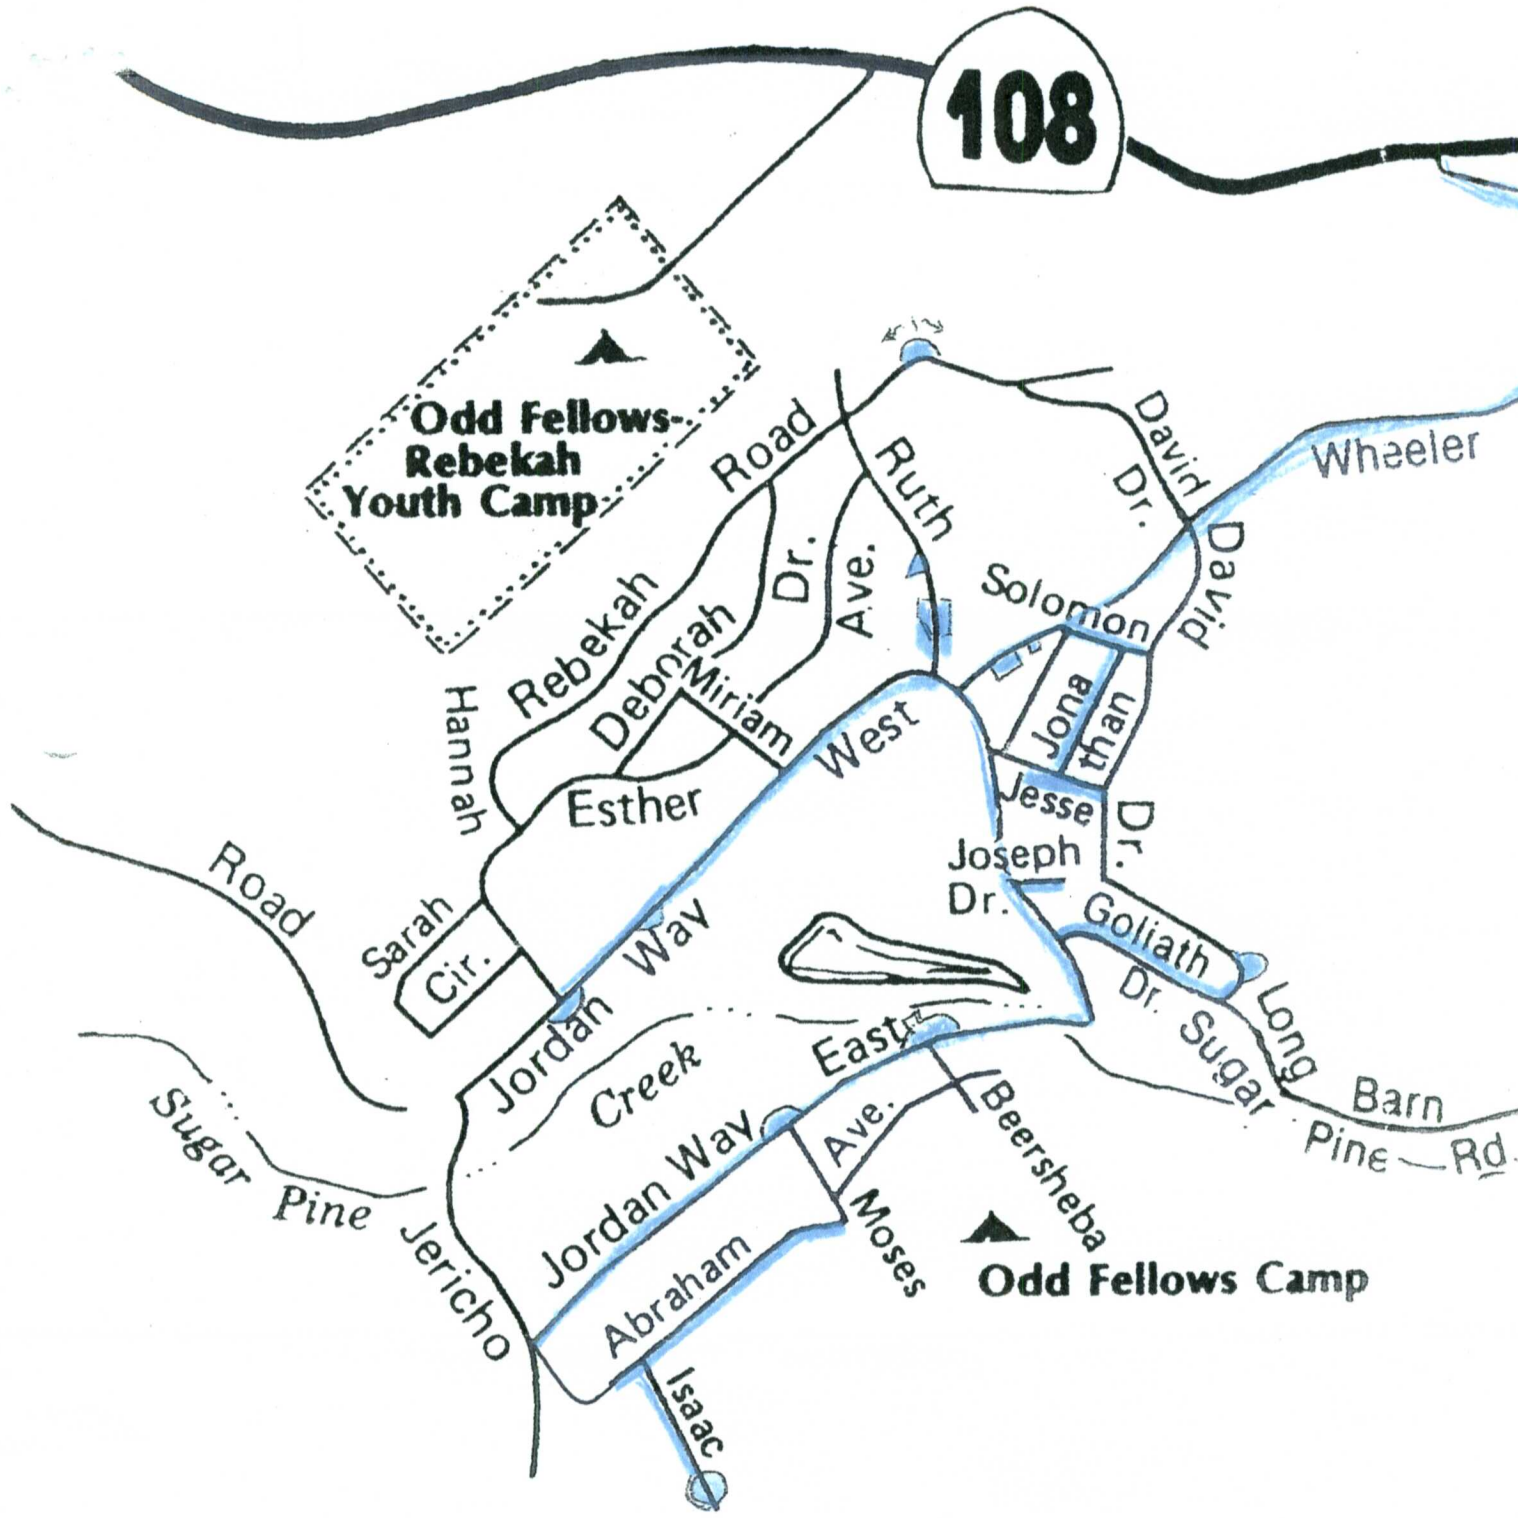 108
Odd Fellows-
Rebekah
Youth Camp
Rebekah Road
Ruth
David Dr.
David
Wheeler
Solomon
Deborah Dr.
Miriam
Ave.
Hannah
Esther
West
Jona
than
Dr.
Jesse
Joseph
Dr.
Goliath
Dr.
Road
Sarah
Cir.
Jordan Way
Creek
East
Long
Barn
Sugar
Pine Rd.
Sugar
Pine
Jericho
Jordan Way
Ave.
Moses
Beersheba
Abraham
Isaac
Odd Fellows Camp